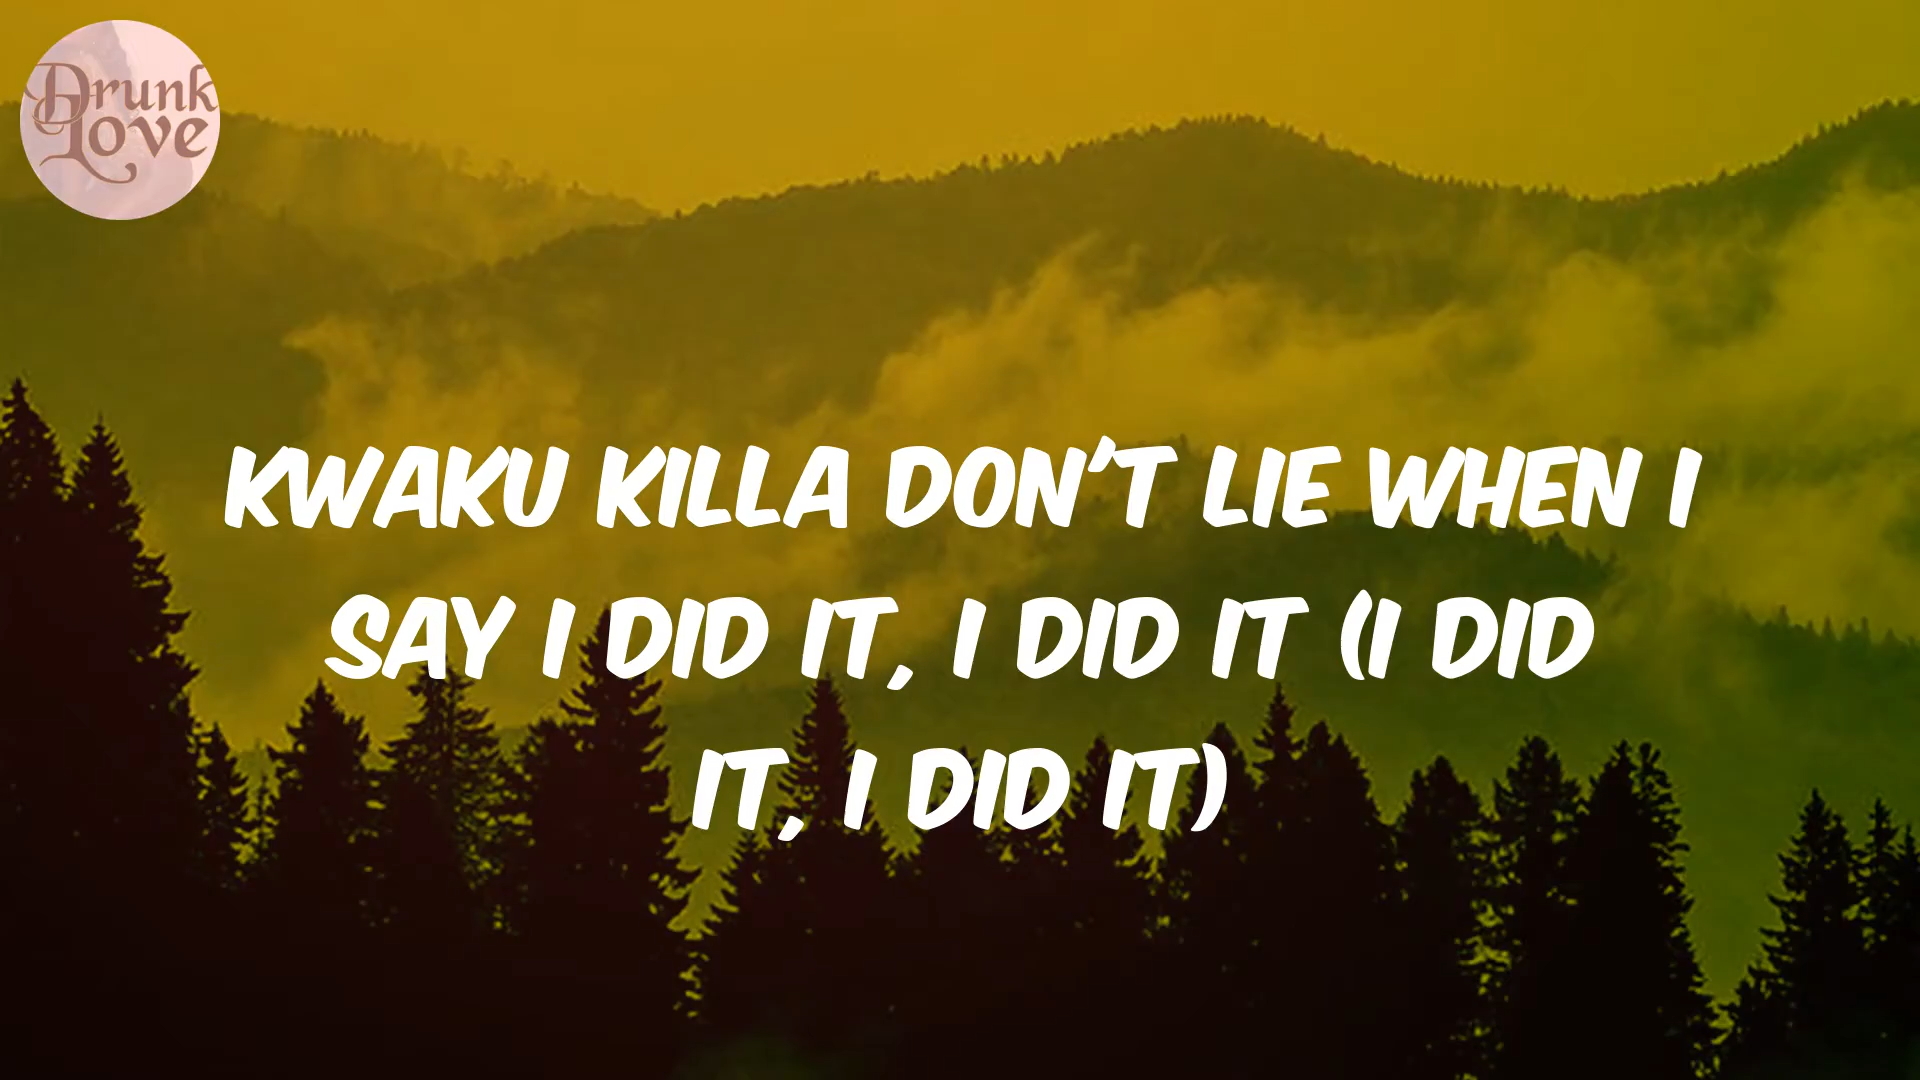 Drunk
Love
KWAKU KILLA DON'T LIE WHEN I
SAY I DID IT, I DID IT (I DID
IT, I DID IT)